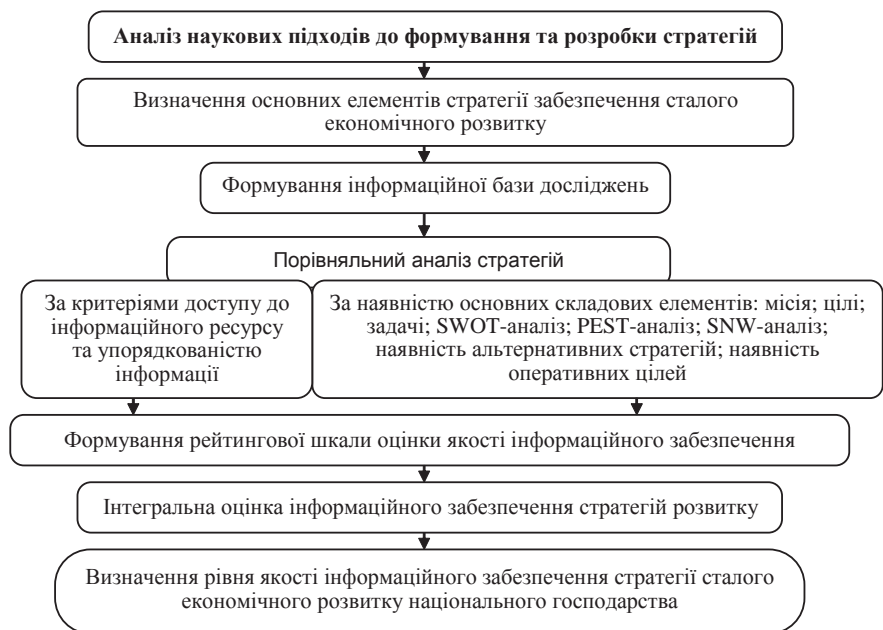 Аналіз наукових підходів до формування та розробки стратегій
Визначення основних елементів стратегії забезпечення сталого
економічного розвитку
Формування інформаційної бази досліджень
Порівняльний аналіз стратегій
За критеріями доступу до
інформаційного ресурсу
та упорядкованістю
інформації
За наявністю основних складових елементів: місія; цілі;
задачі; SWOT-аналіз; PEST-аналіз; SNW-аналіз;
наявність альтернативних стратегій; наявність
оперативних цілей
Формування рейтингової шкали оцінки якості інформаційного забезпечення
Інтегральна оцінка інформаційного забезпечення стратегій розвитку
Визначення рівня якості інформаційного забезпечення стратегії сталого
економічного розвитку національного господарства